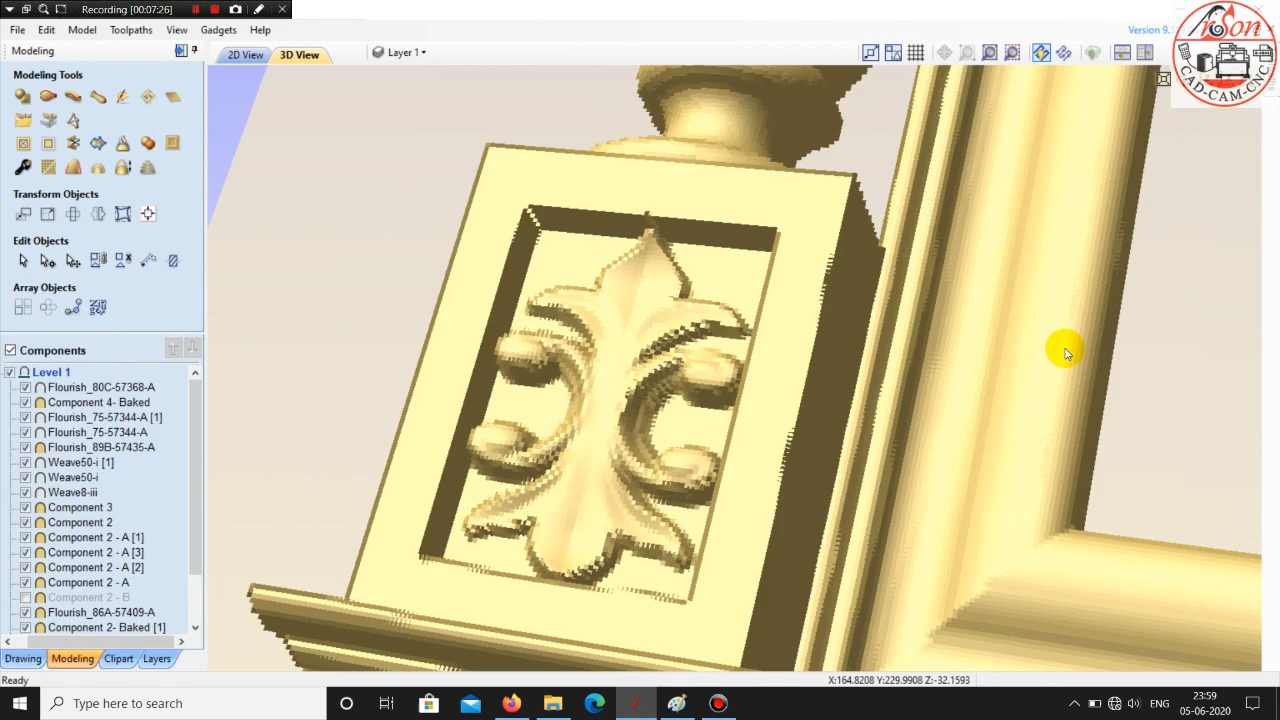 Recording [00:07:26]
File Edit Model Toolpaths View Gadgets Help
Version 9.
Modeling
2D View 3D View Layer 1
Modeling Tools
Transform Objects
Edit Objects
Array Objects
Components
Level 1
Flourish_80C-57368-A
Component 4- Baked
Flourish_75-57344-A [1]
Flourish_75-57344-A
Flourish_89B-57435-A
Weave50-i [1]
Weave50-i
Weave8-iii
Component 3
Component 2
Component 2 - A [1]
Component 2 - A [3]
Component 2 - A [2]
Component 2 - A
Component 2 - B
Flourish_86A-57409-A
Component 2- Baked [1]
Drawing Modeling Clipart Layers
Ready
X:164.8208 Y:229.9908 Z:-32.1593
Type here to search
ENG
23:59
05-06-2020
CAD-CAM-CNC